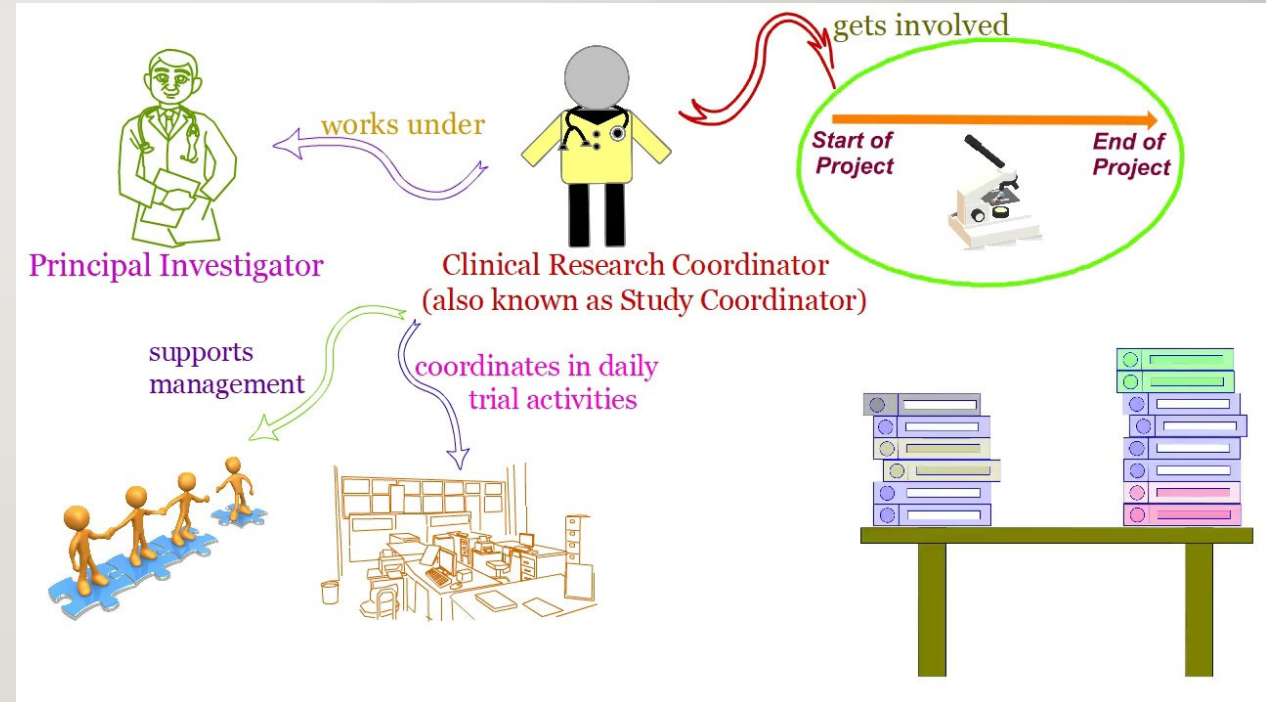 gets involved
works under
Start of
Project
End of
Project
Principal Investigator
Clinical Research Coordinator
(also known as Study Coordinator)
supports
management
coordinates in daily
trial activities